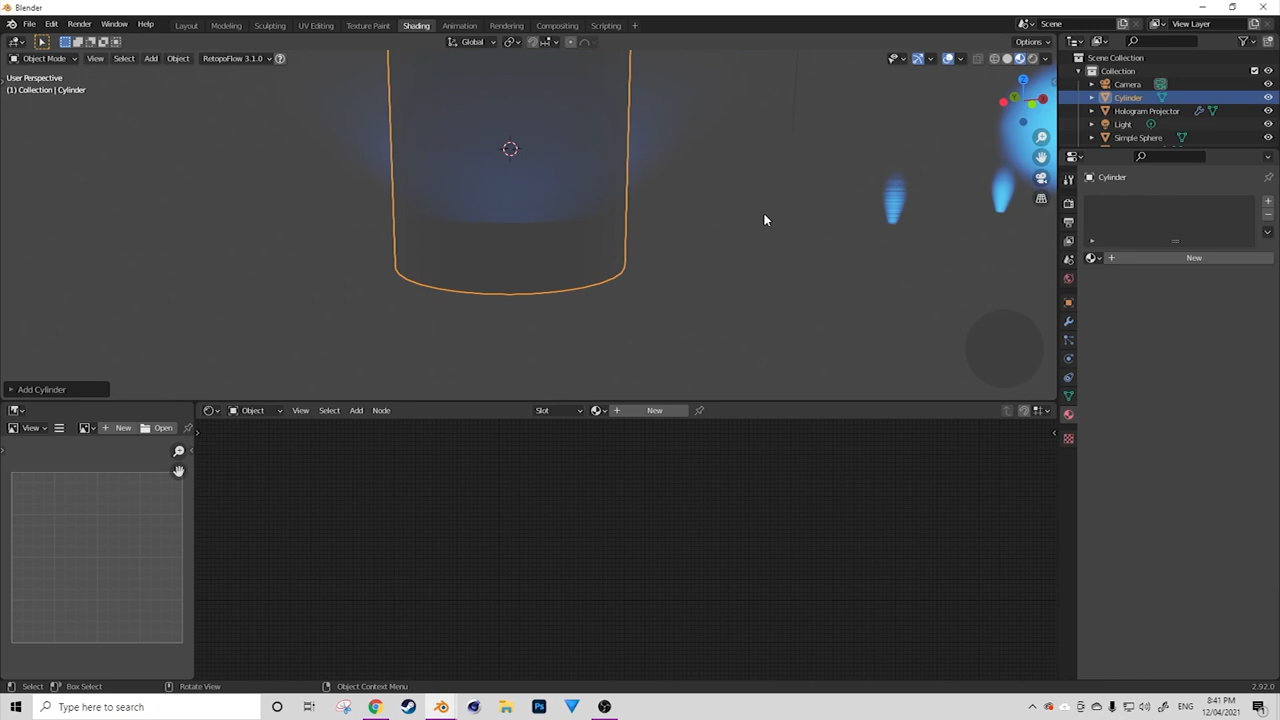 Blender
File Edit Render Window Help Layout Modeling Sculpting UV Editing Texture Paint Shading Animation Rendering Compositing Scripting + Scene View Layer
Global Options
Object Mode View Select Add Object RetopoFlow 3.1.0
User Perspective
(1) Collection | Cylinder
Z
Y
X
Add Cylinder
Scene Collection
Collection
Camera
Cylinder
Hologram Projector
Light
Simple Sphere
Cylinder
New
Object View Select Add Node Slot New
View New Open
Select Box Select Rotate View Object Context Menu 2.92.0
Type here to search
ENG
8:41 PM
12/04/2021